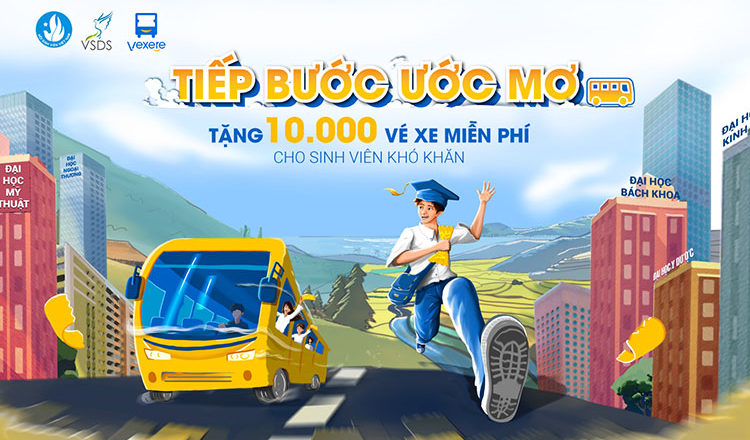 VSDS
vexere
TIẾP BƯỚC ƯỚC MƠ
TẶNG 10.000 VÉ XE MIỄN PHÍ
CHO SINH VIÊN KHÓ KHĂN
ĐẠI
HỌC
MỸ
THUẬT
ĐẠI
HỌC
NGOẠI
THƯƠNG
ĐẠI
BÁCH KHOA
ĐẠI HỌC
KINH
ĐẠI HỌC Y DƯỢC